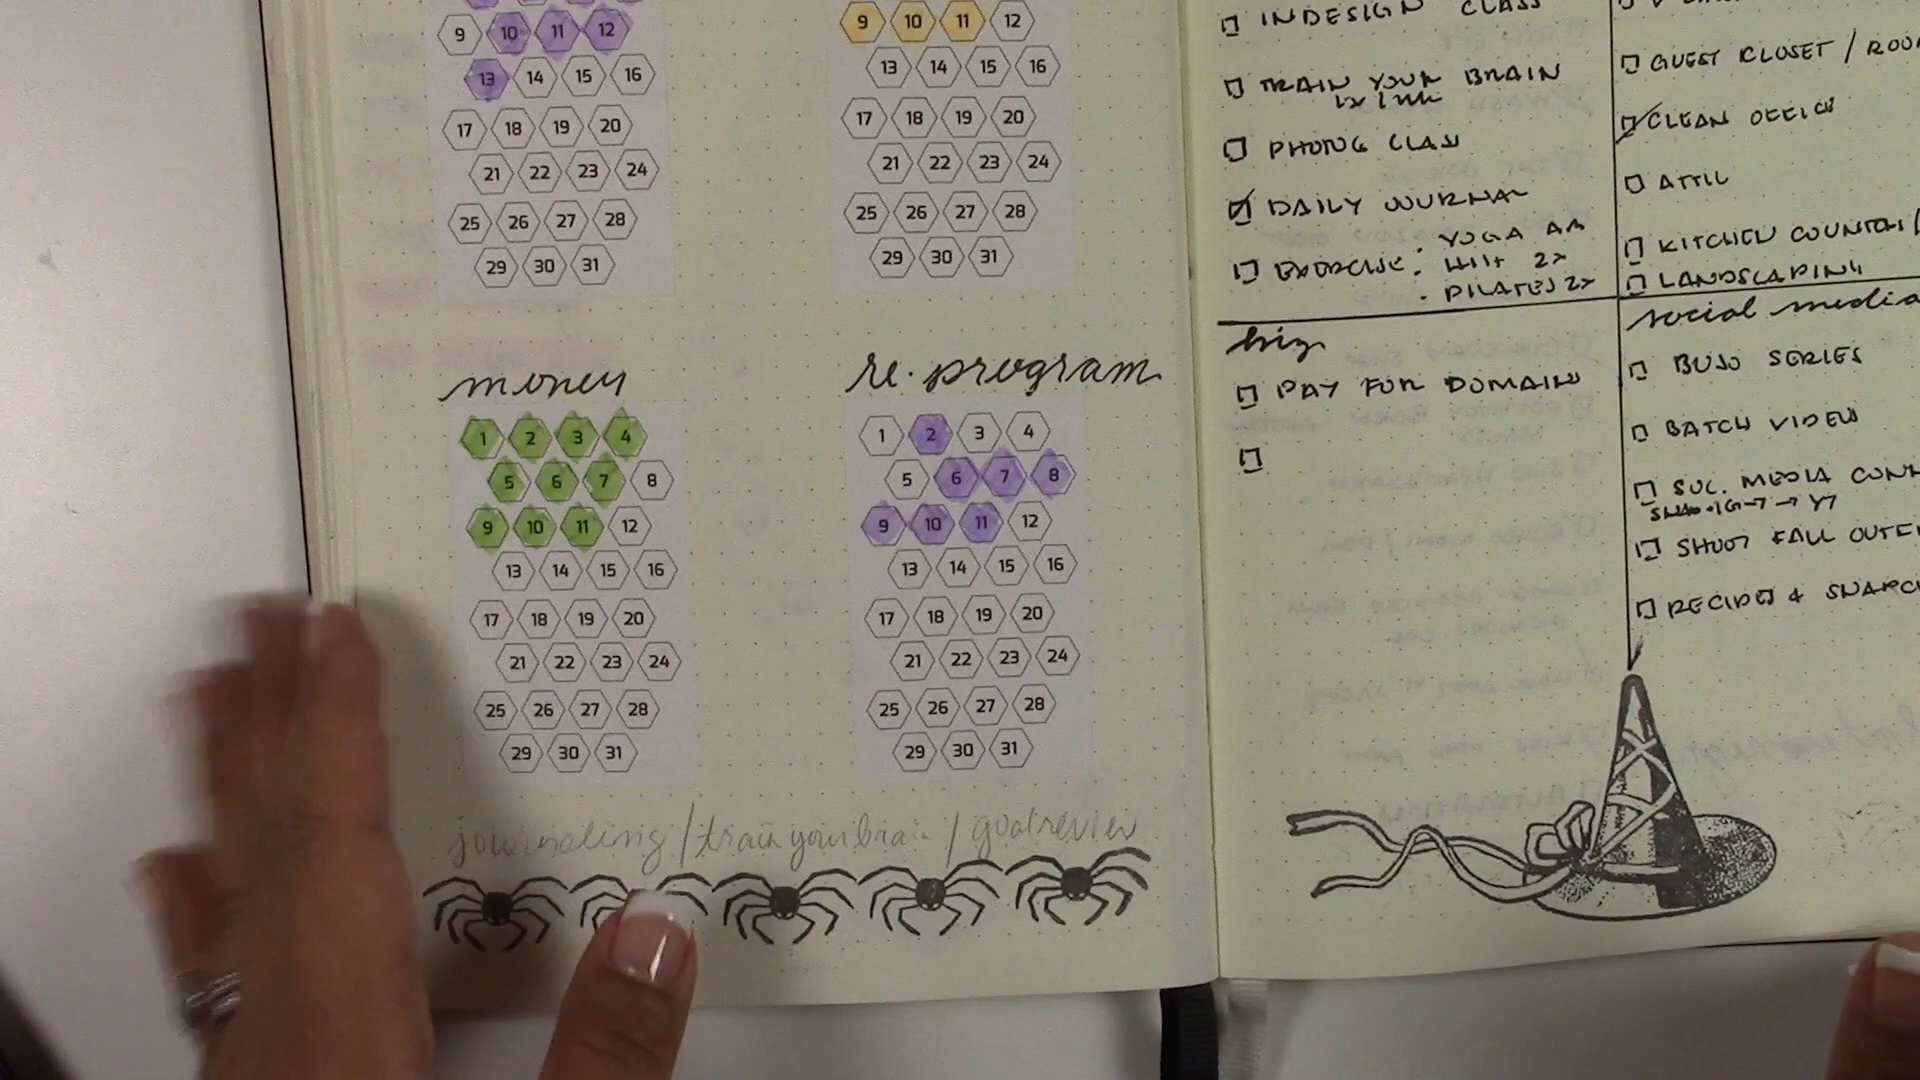 9 10 11 12
13 14 15 16
17 18 19 20
21 22 23 24
25 26 27 28
29 30 31
9 10 11 12
13 14 15 16
17 18 19 20
21 22 23 24
25 26 27 28
29 30 31
money
1 2 3 4
5 6 7 8
9 10 11 12
13 14 15 16
17 18 19 20
21 22 23 24
25 26 27 28
29 30 31
re.program
1 2 3 4
5 6 7 8
9 10 11 12
13 14 15 16
17 18 19 20
21 22 23 24
25 26 27 28
29 30 31
journaling / train your brain / goal review
INDESIGN CLASS
TRAIN YOUR BRAIN
PHOTOG CLASS
DAILY JOURNAL
EXERCISE: YOGA AM
HIIT 2x
PILATES 2x
GUEST CLOSET /
CLEAN OFFICE
ATTIC
KITCHEN COUNTERS /
LANDSCAPING
biz
PAY FOR DOMAIN
social media
BUJO SERIES
BATCH VIDEOS
SOC. MEDIA
SHOOT FALL
RECIPES &